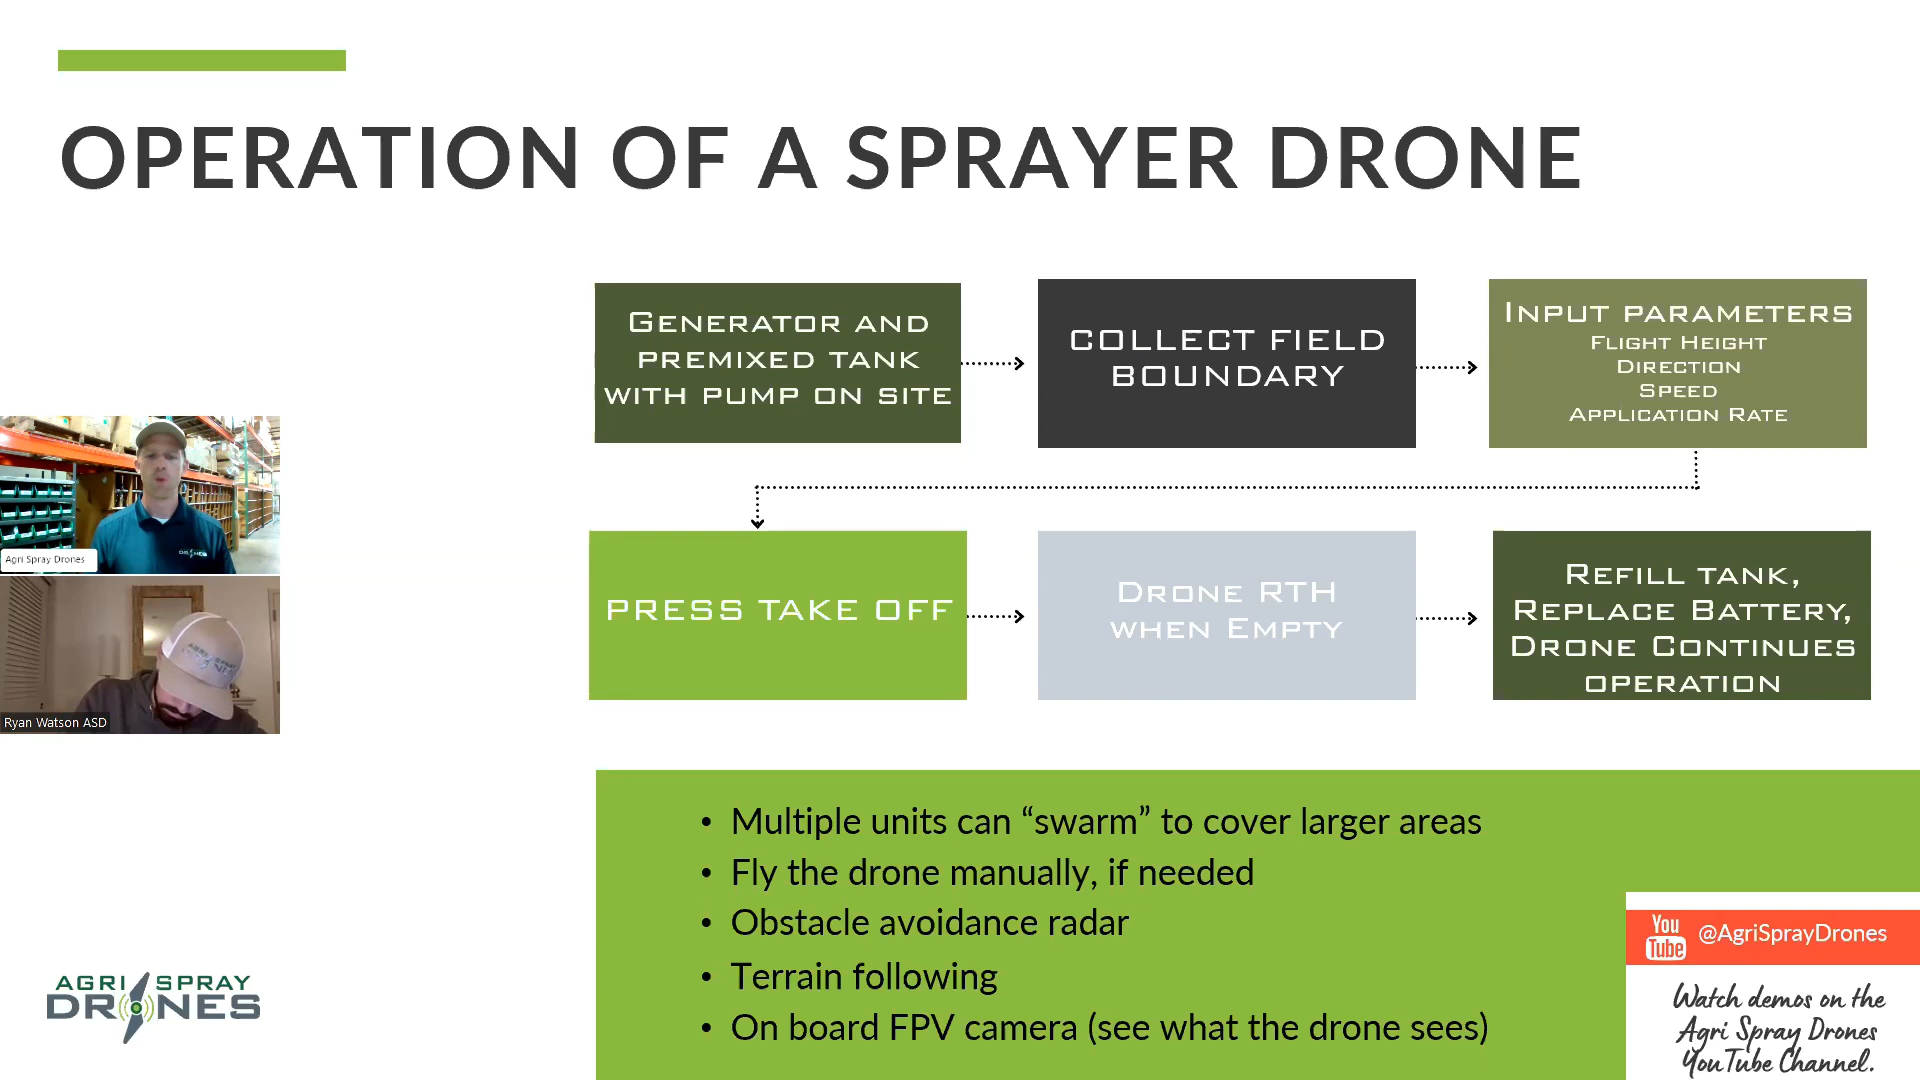 OPERATION OF A SPRAYER DRONE
GENERATOR AND
PREMIXED TANK
WITH PUMP ON SITE
COLLECT FIELD
BOUNDARY
INPUT PARAMETERS
FLIGHT HEIGHT
DIRECTION
SPEED
APPLICATION RATE
PRESS TAKE OFF
DRONE RTH
WHEN EMPTY
REFILL TANK,
REPLACE BATTERY,
DRONE CONTINUES
OPERATION
DRONES
Agri Spray Drones
AGRI SPRAY
DRONES
Ryan Watson ASD
• Multiple units can “swarm” to cover larger areas
• Fly the drone manually, if needed
• Obstacle avoidance radar
• Terrain following
• On board FPV camera (see what the drone sees)
You
Tube
@AgriSprayDrones
Watch demos on the
Agri Spray Drones
YouTube Channel.
AGRI SPRAY
DRONES